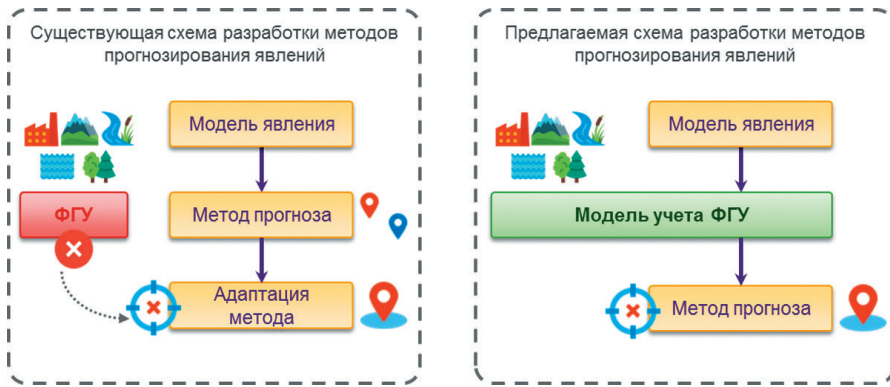 Существующая схема разработки методов
прогнозирования явлений
Модель явления
ФГУ
Метод прогноза
Адаптация
метода
Предлагаемая схема разработки методов
прогнозирования явлений
Модель явления
Модель учета ФГУ
Метод прогноза